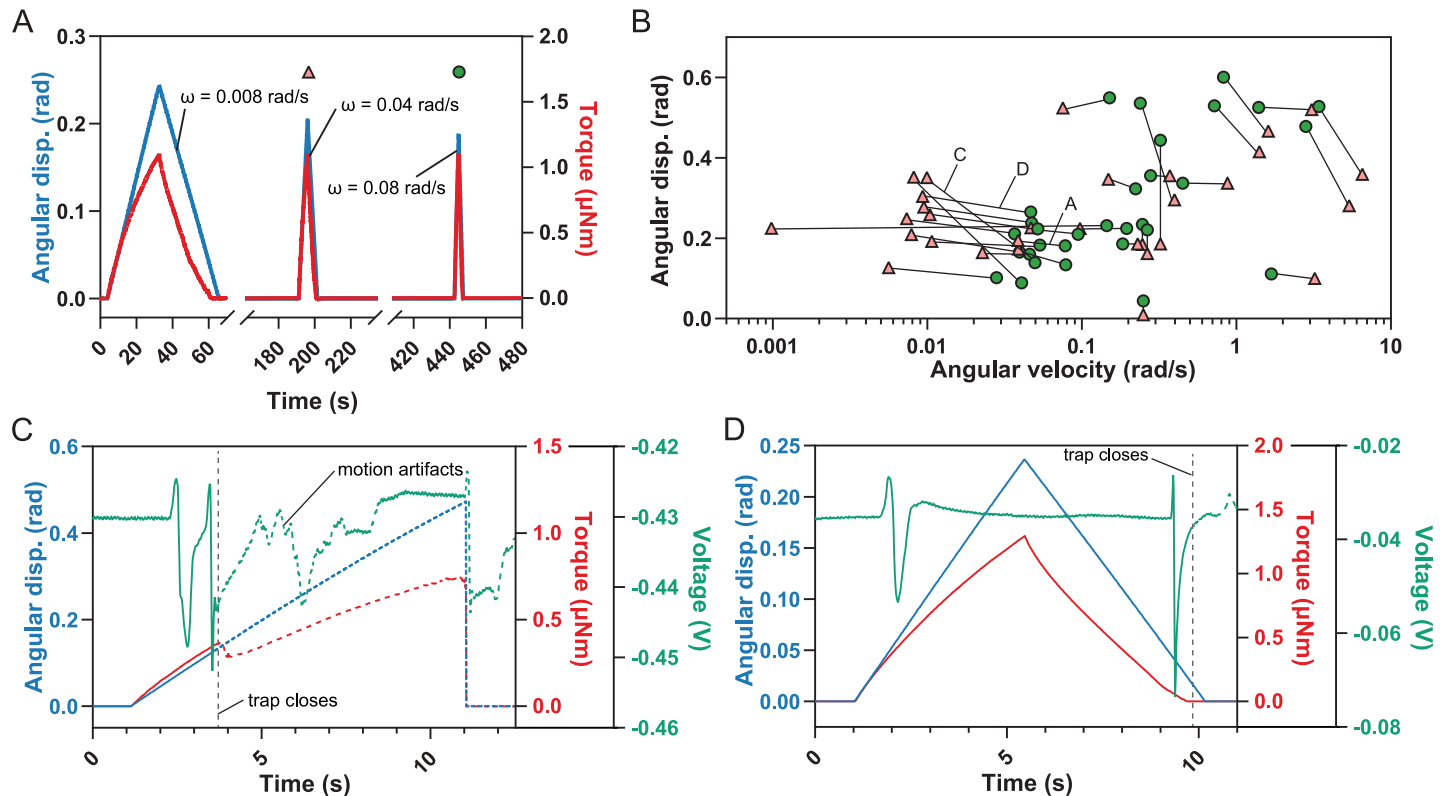 A
0.3
0.2
0.1
0.0
Angular disp. (rad)
ω = 0.008 rad/s
ω = 0.04 rad/s
ω = 0.08 rad/s
2.0
1.5
1.0
0.5
0.0
Torque (µNm)
0 20 40 60 180 200 220 420 440 460 480
Time (s)
B
0.6
0.4
0.2
0.0
Angular disp. (rad)
C
D
A
0.001 0.01 0.1 1 10
Angular velocity (rad/s)
C
0.6
0.4
0.2
0.0
Angular disp. (rad)
motion artifacts
trap closes
1.5
1.0
0.5
0.0
Torque (µNm)
-0.42
-0.43
-0.44
-0.45
-0.46
Voltage (V)
0 5 10
Time (s)
D
0.25
0.20
0.15
0.10
0.05
0.00
Angular disp. (rad)
trap closes
2.0
1.5
1.0
0.5
0.0
Torque (µNm)
-0.02
-0.04
-0.06
-0.08
Voltage (V)
0 5 10
Time (s)